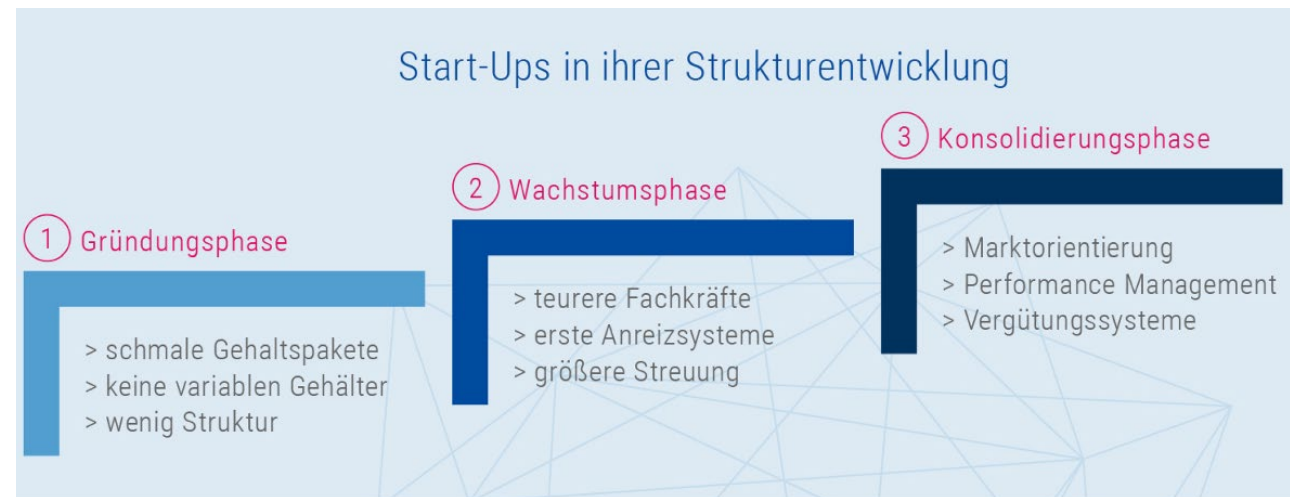 Start-Ups in ihrer Strukturentwicklung
1 Gründungsphase
> schmale Gehaltspakete
> keine variablen Gehälter
> wenig Struktur
2 Wachstumsphase
> teurere Fachkräfte
> erste Anreizsysteme
> größere Streuung
3 Konsolidierungsphase
> Marktorientierung
> Performance Management
> Vergütungssysteme